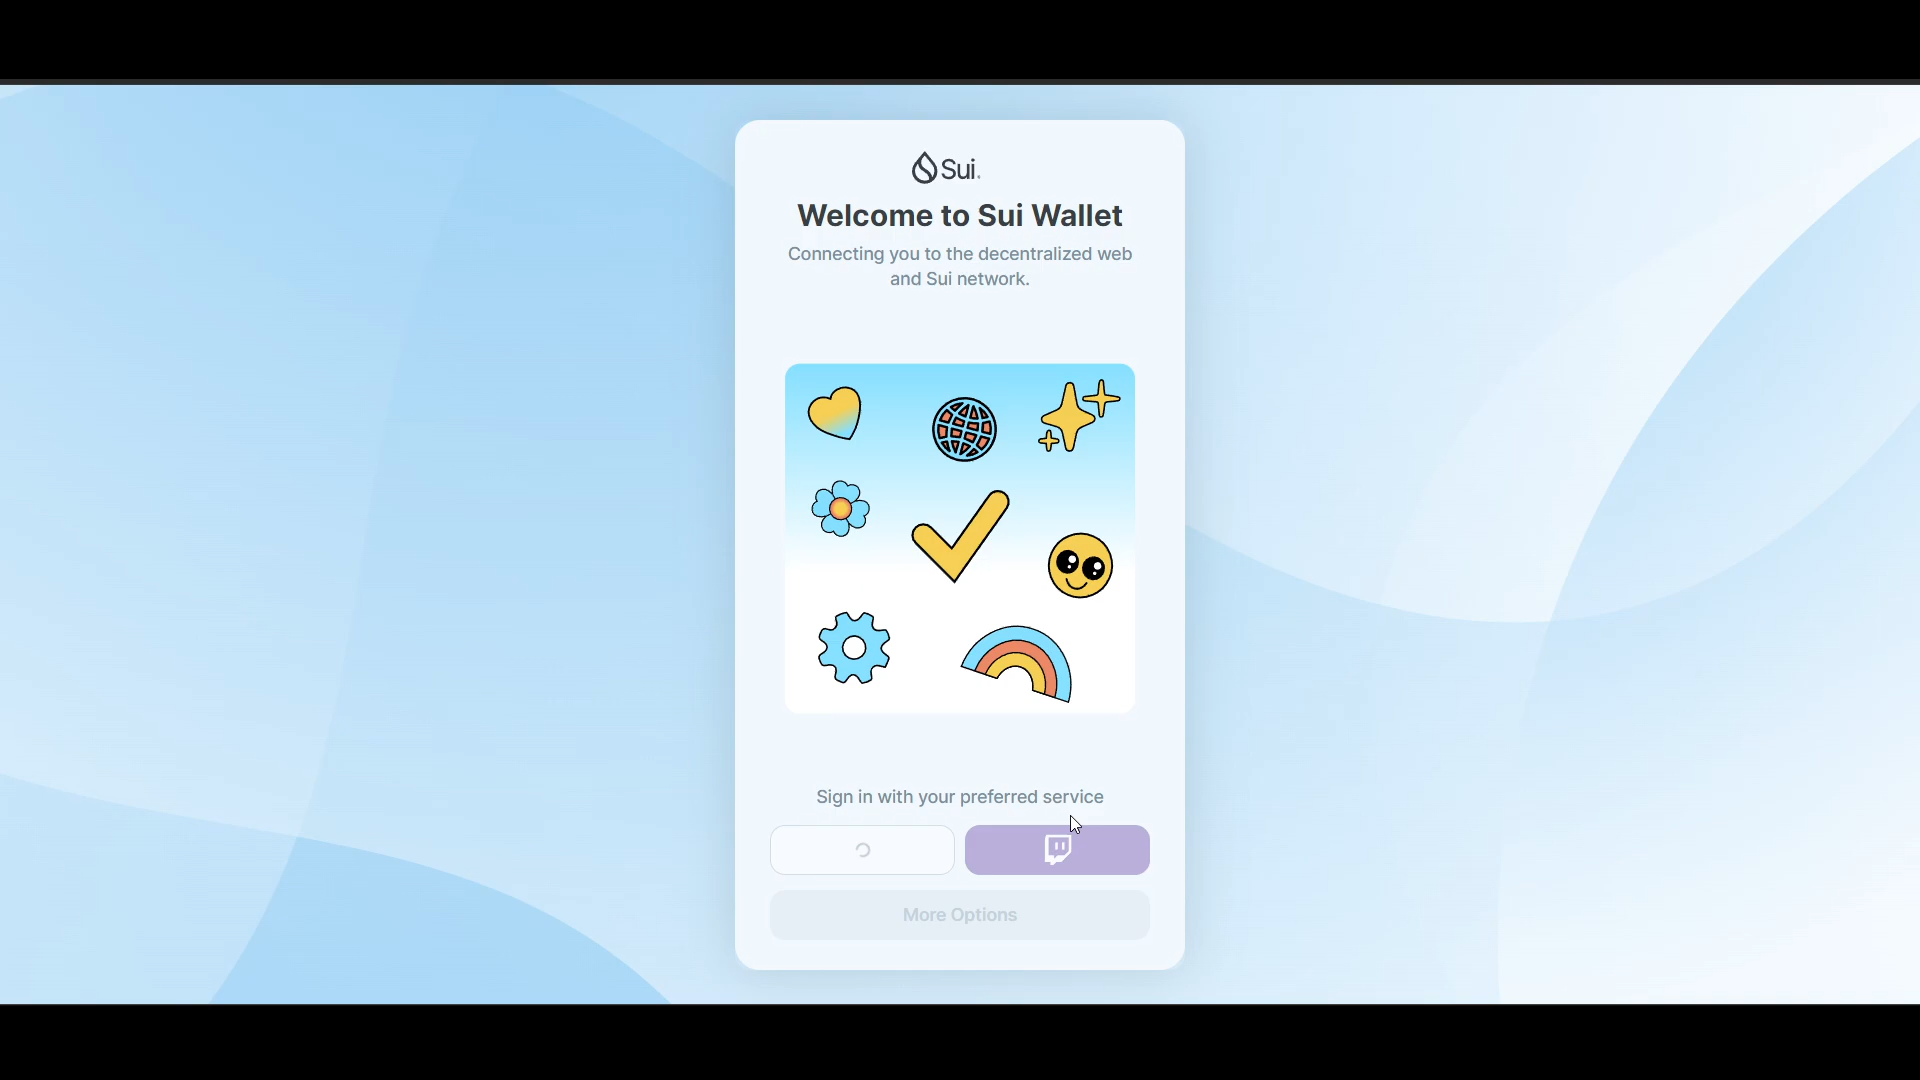 Sui.
Welcome to Sui Wallet
Connecting you to the decentralized web
and Sui network.
Sign in with your preferred service
More Options